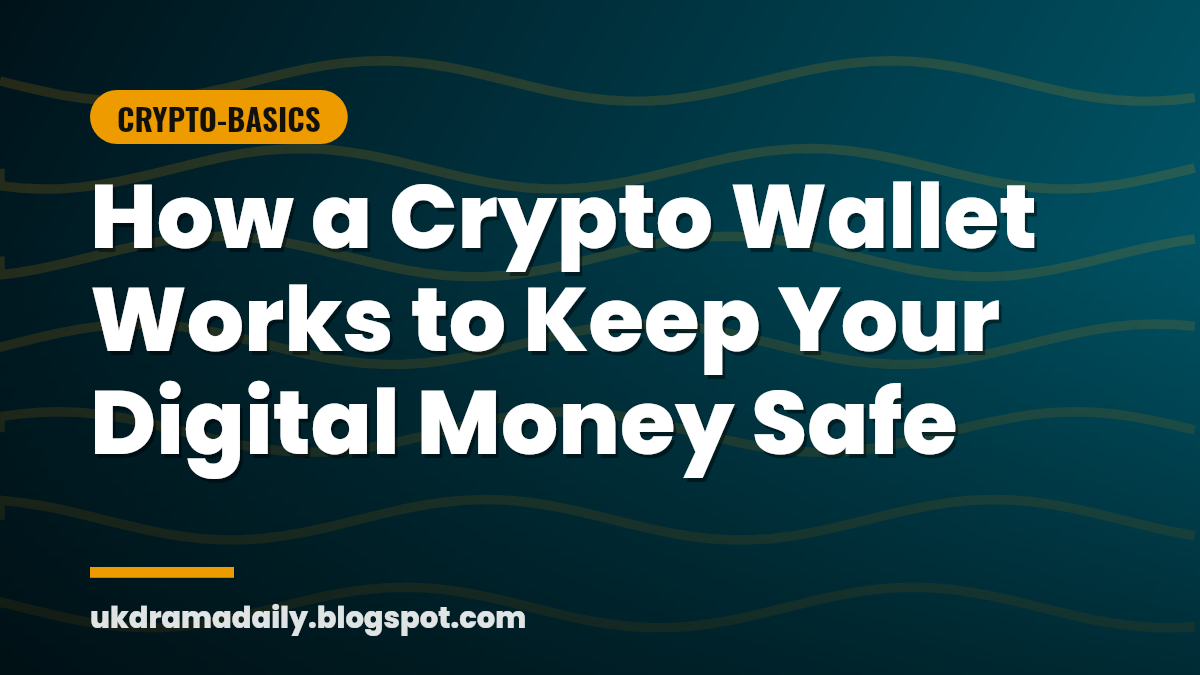 CRYPTO-BASICS
How a Crypto Wallet
Works to Keep Your
Digital Money Safe
ukdramadaily.blogspot.com